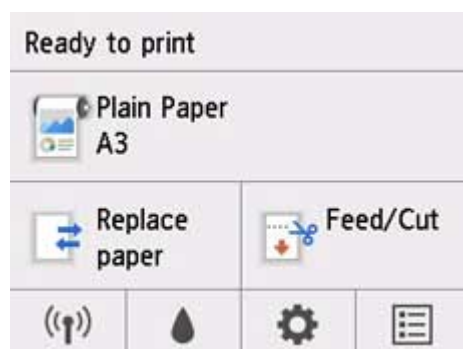 Ready to print
Plain Paper
A3
Replace
paper
Feed/Cut